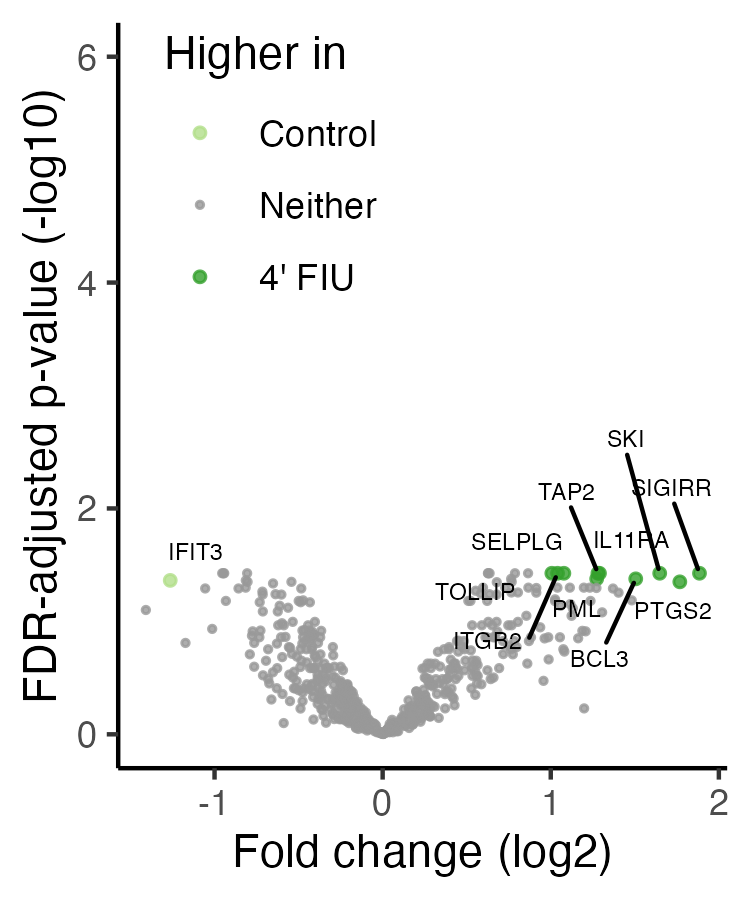 Higher in
Control
Neither
4' FIU
FDR-adjusted p-value (-log10)
6
4
2
0
SKI
TAP2
SIGIRR
SELPLG
IL11RA
IFIT3
TOLLIP
PML
PTGS2
ITGB2
BCL3
-1
0
1
2
Fold change (log2)